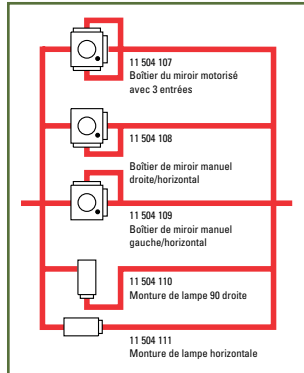 11 504 107
Boîtier du miroir motorisé
avec 3 entrées
11 504 108
Boîtier de miroir manuel
droite/horizontal
11 504 109
Boîtier de miroir manuel
gauche/horizontal
11 504 110
Monture de lampe 90 droite
11 504 111
Monture de lampe horizontale